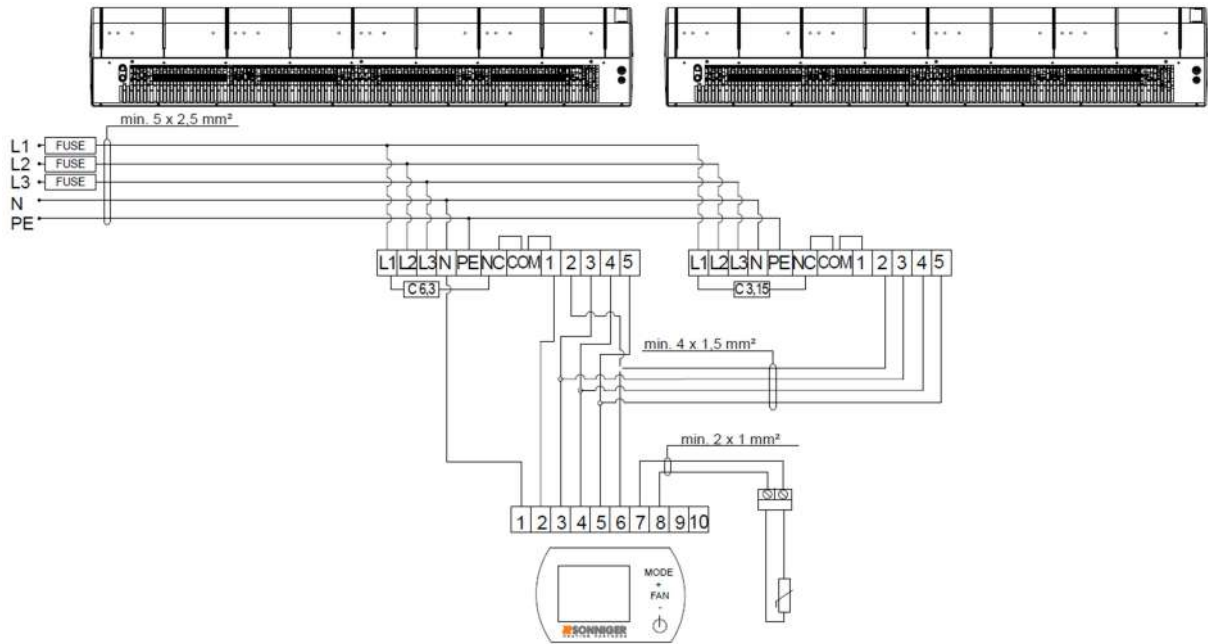 min. 5 x 2,5 mm²
L1 FUSE
L2 FUSE
L3 FUSE
N
PE
L1 L2 L3 N PE NC COM 1 2 3 4 5
L1 L2 L3 N PE NC COM 1 2 3 4 5
C 6,3
C 3,15
min. 4 x 1,5 mm²
min. 2 x 1 mm²
1 2 3 4 5 6 7 8 9 10
MODE
+
FAN
-
SONNIGER
HEATING PARTNERS